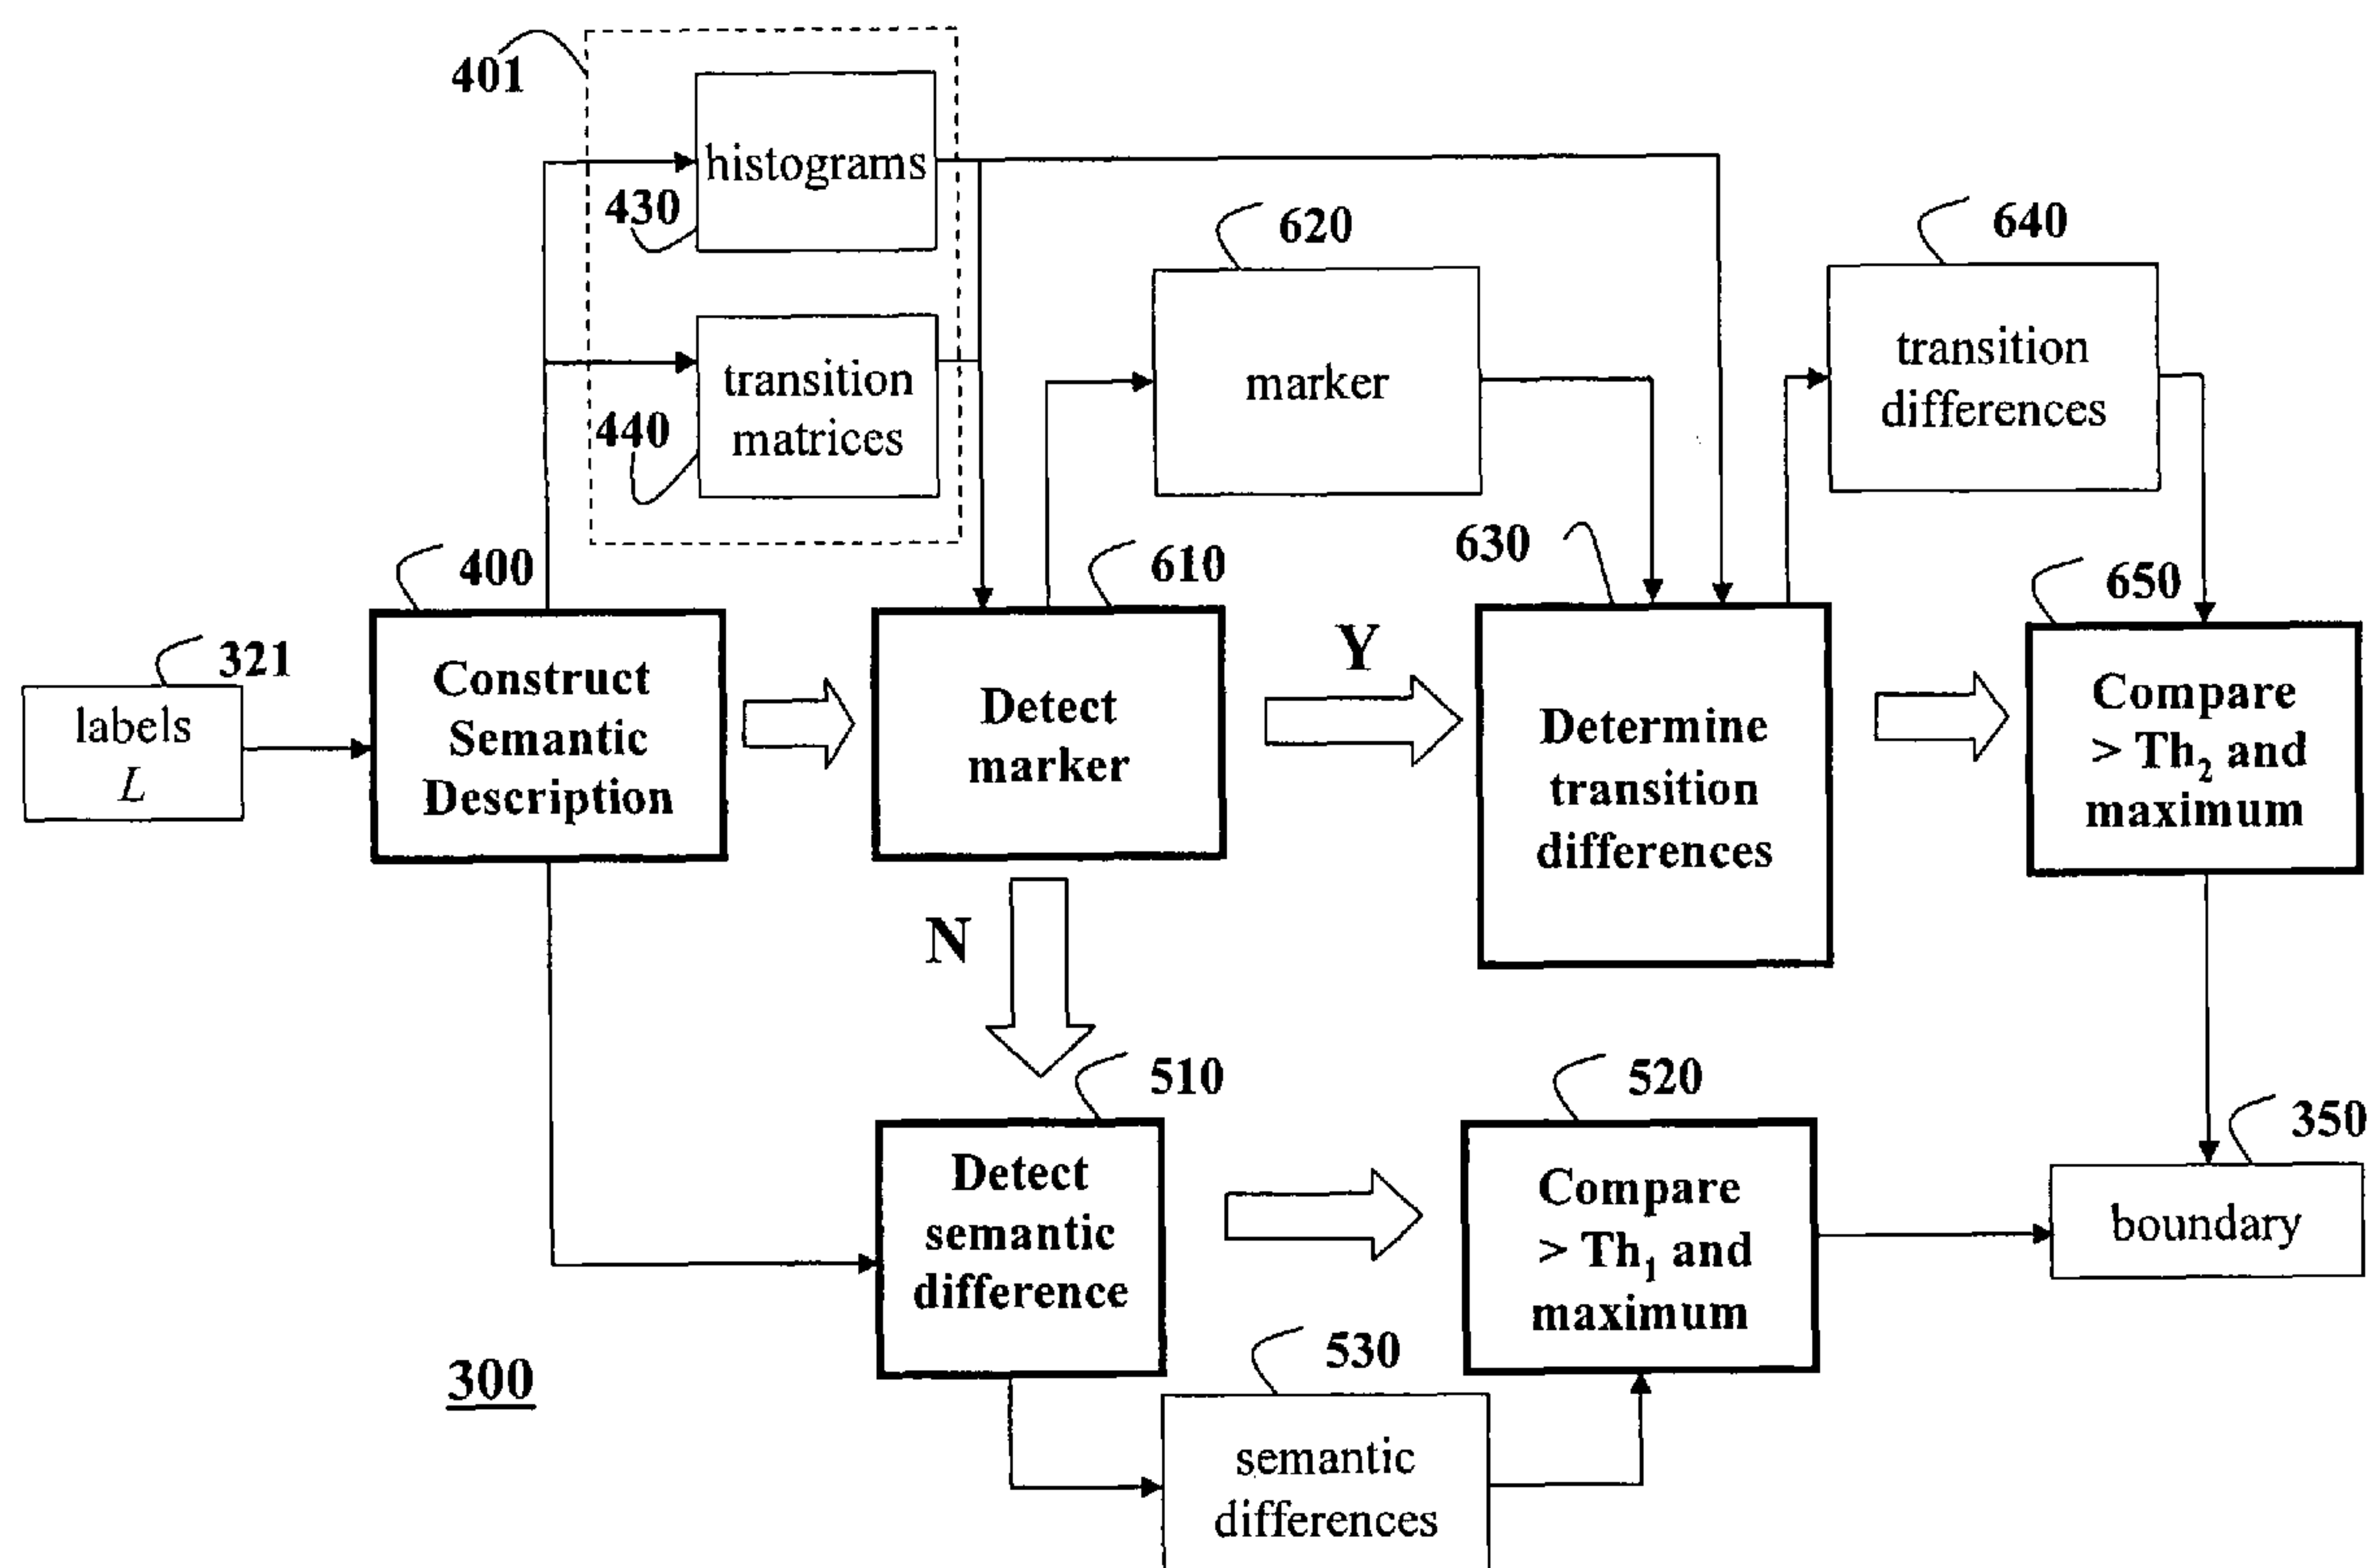 401
histograms
430
620
640
transition
matrices
440
marker
transition
differences
400
610
630
650
321
labels
L
Construct
Semantic
Description
Detect
marker
Y
Determine
transition
differences
Compare
> Th₂ and
maximum
N
510
520
350
Detect
semantic
difference
Compare
> Th₁ and
maximum
boundary
300
530
semantic
differences